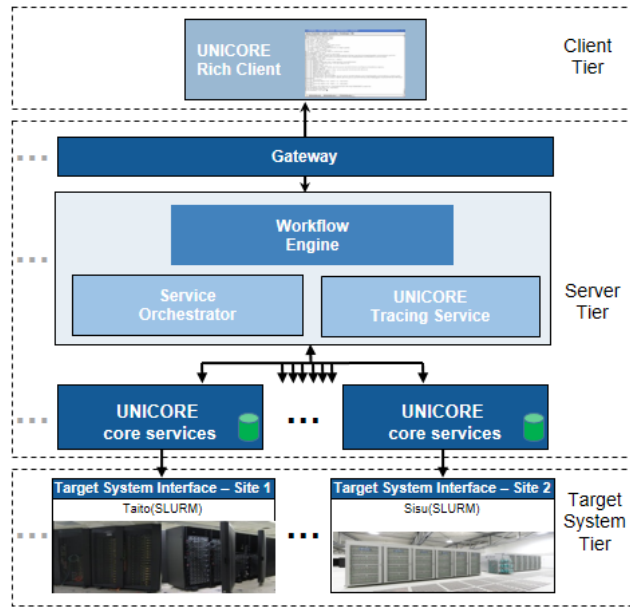 UNICORE
Rich Client
Client
Tier
Gateway
Workflow
Engine
Service
Orchestrator
UNICORE
Tracing Service
Server
Tier
UNICORE
core services
UNICORE
core services
Target System Interface – Site 1
Taito(SLURM)
Target System Interface – Site 2
Sisu(SLURM)
Target
System
Tier